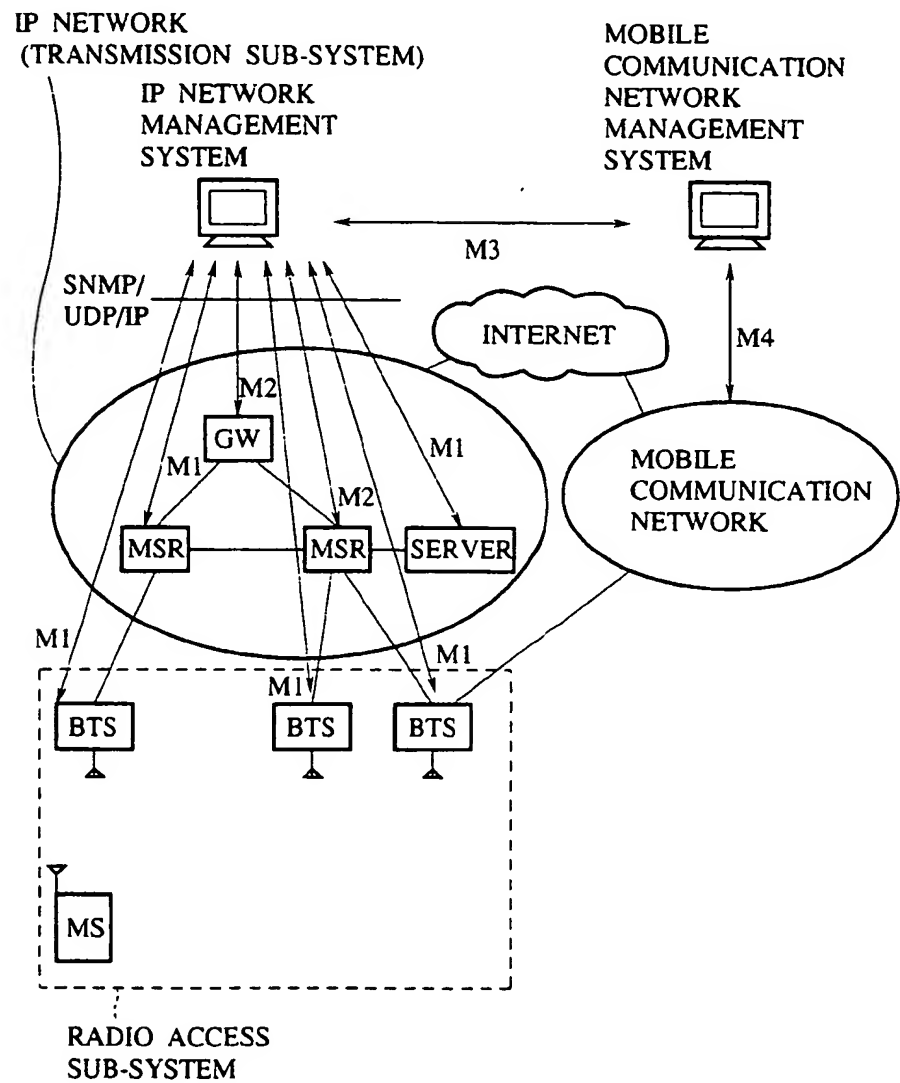 IP NETWORK
(TRANSMISSION SUB-SYSTEM)
IP NETWORK
MANAGEMENT
SYSTEM
MOBILE
COMMUNICATION
NETWORK
MANAGEMENT
SYSTEM
M3
SNMP/
UDP/IP
INTERNET
M4
M2
GW
M1
M1
M2
MOBILE
COMMUNICATION
NETWORK
MSR
MSR
SERVER
M1
M1
M1
BTS
BTS
BTS
MS
RADIO ACCESS
SUB-SYSTEM